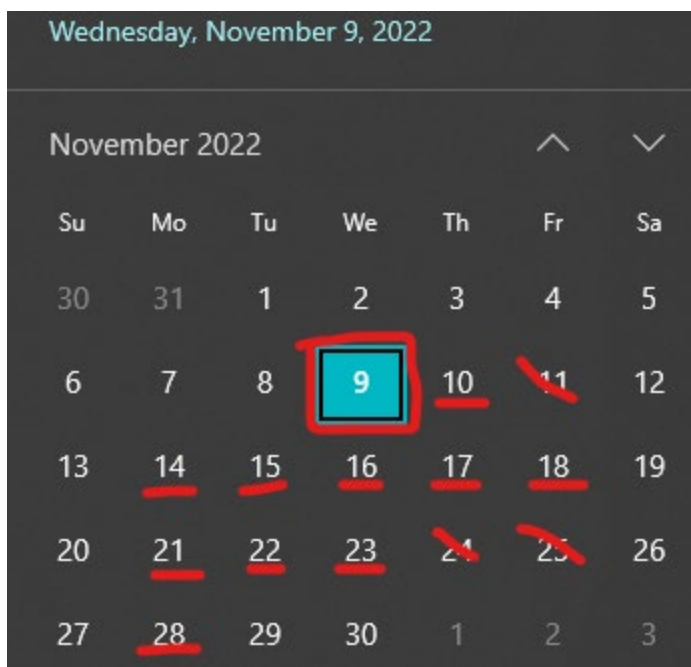 Wednesday, November 9, 2022
November 2022
Su Mo Tu We Th Fr Sa
30 31 1 2 3 4 5
6 7 8 9 10 11 12
13 14 15 16 17 18 19
20 21 22 23 24 25 26
27 28 29 30 1 2 3